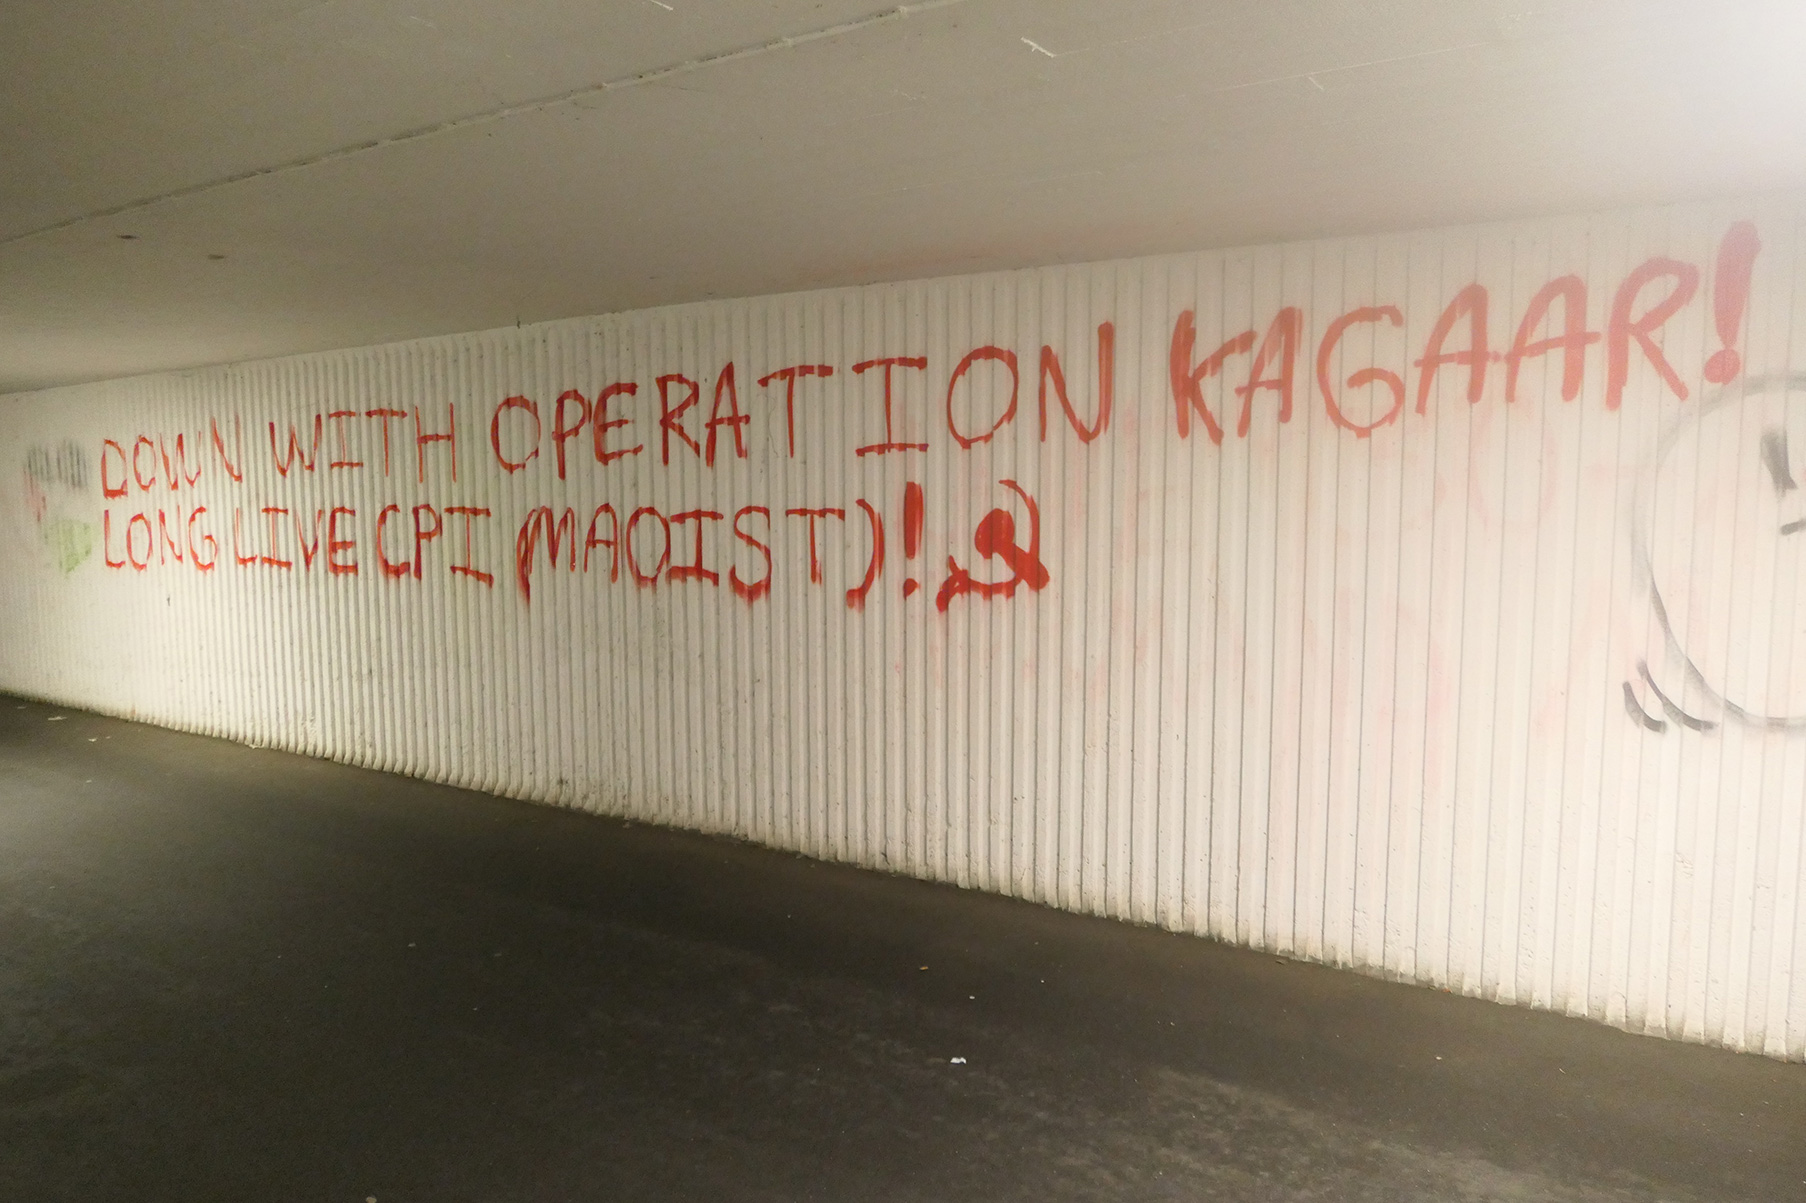 DOWN WITH OPERATION KAGAAR!
LONG LIVE CPI (MAOIST)!